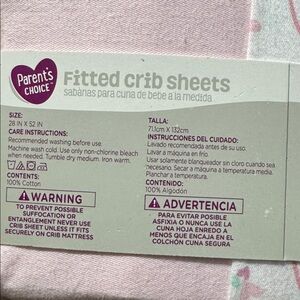 Parent's
CHOICE
Fitted crib sheets
sábanas para cuna de bebe a la medida
SIZE:
28 IN X 52 IN
CARE INSTRUCTIONS:
Recommended washing before use.
Machine wash cold. Use only non-chlorine bleach
when needed. Tumble dry medium. Iron warm.
CONTENTS:
100% Cotton
WARNING
TO PREVENT POSSIBLE
SUFFOCATION OR
ENTANGLEMENT NEVER USE
CRIB SHEET UNLESS IT FITS
SECURELY ON CRIB MATTRESS
TALLA:
71.1cm X 132cm
INSTRUCCIONES DEL CUIDADO:
Lavado recomendada antes de su uso.
Lavar a máquina en frío.
Usar solamente blanqueador sin cloro cuando sea
necesario. Secar a máquina a temperatura media.
Planchar a temperatura.
CONTENIDO:
100% Algodón
ADVERTENCIA
PARA EVITAR POSIBLE
ASFIXIA O NUNCA USE LA
CUNA HOJA ENREDO A
MENOS QUE ENCAJA EN EL
COLCHÓN CUNA SEGURA